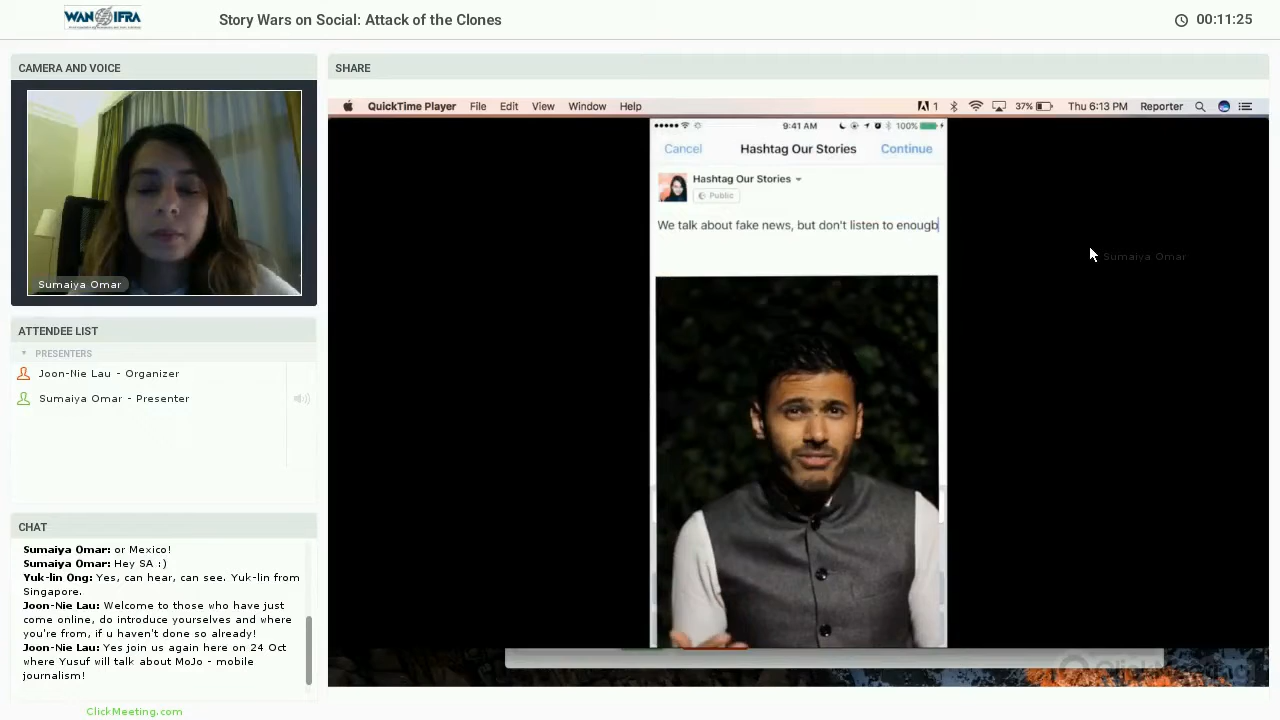 WAN IFRA
Story Wars on Social: Attack of the Clones
00:11:25
CAMERA AND VOICE
Sumaiya Omar
ATTENDEE LIST
PRESENTERS
Joon-Nie Lau - Organizer
Sumaiya Omar - Presenter
CHAT
Sumaiya Omar: or Mexico!
Sumaiya Omar: Hey SA :)
Yuk-lin Ong: Yes, can hear, can see. Yuk-lin from
Singapore.
Joon-Nie Lau: Welcome to those who have just
come online, do introduce yourselves and where
you're from, if u haven't done so already!
Joon-Nie Lau: Yes join us again here on 24 Oct
where Yusuf will talk about MoJo - mobile
journalism!
ClickMeeting.com
SHARE
QuickTime Player File Edit View Window Help
1 37% Thu 6:13 PM Reporter
9:41 AM 100%
Cancel Hashtag Our Stories Continue
Hashtag Our Stories
Public
We talk about fake news, but don't listen to enougb
Sumaiya Omar
ClickMeeting